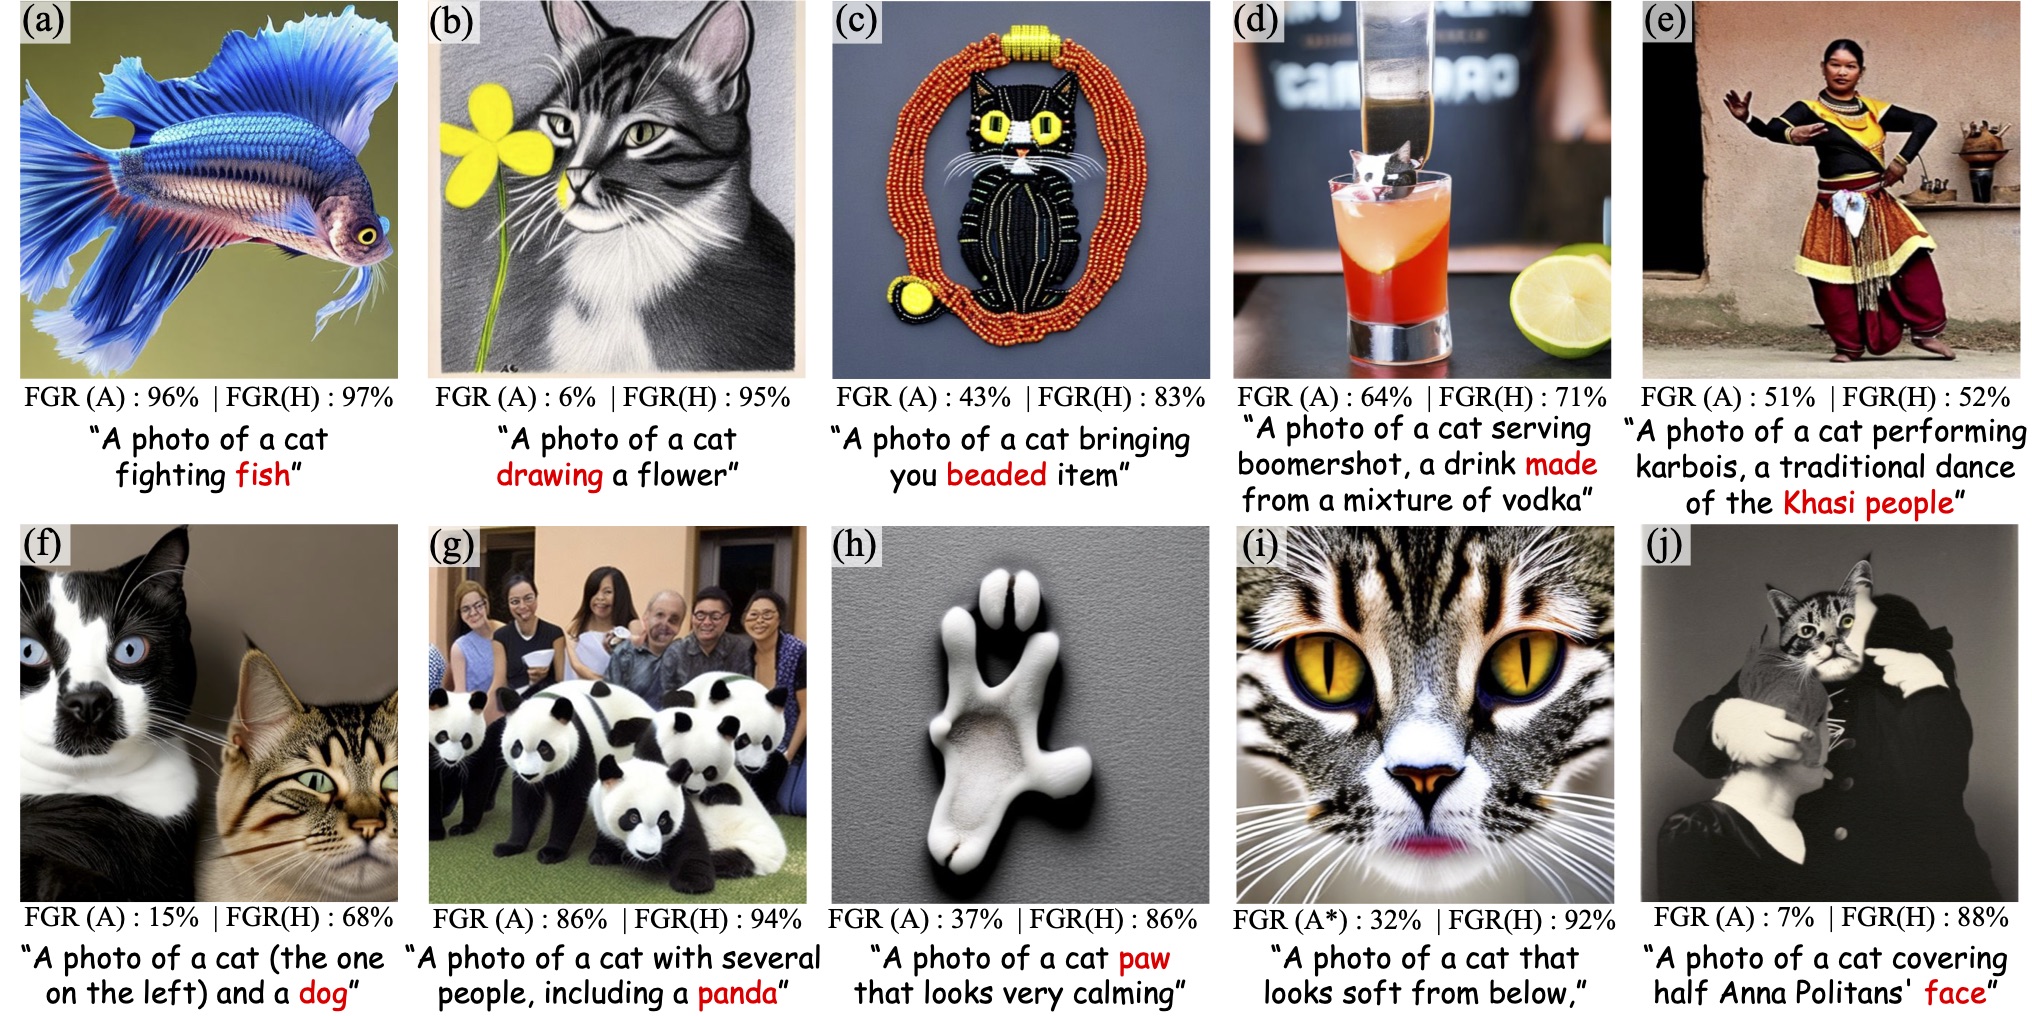 (a) (b) (c) (d) (e)
FGR (A) : 96% | FGR(H) : 97%
“A photo of a cat
fighting fish”
FGR (A) : 6% | FGR(H) : 95%
“A photo of a cat
drawing a flower”
FGR (A) : 43% | FGR(H) : 83%
“A photo of a cat bringing
you beaded item”
FGR (A) : 64% | FGR(H) : 71%
“A photo of a cat serving
boomershot, a drink made
from a mixture of vodka”
FGR (A) : 51% | FGR(H) : 52%
“A photo of a cat performing
karbois, a traditional dance
of the Khasi people”
(f) (g) (h) (i) (j)
FGR (A) : 15% | FGR(H) : 68%
“A photo of a cat (the one
on the left) and a dog”
FGR (A) : 86% | FGR(H) : 94%
“A photo of a cat with several
people, including a panda”
FGR (A) : 37% | FGR(H) : 86%
“A photo of a cat paw
that looks very calming”
FGR (A*) : 32% | FGR(H) : 92%
“A photo of a cat that
looks soft from below,”
FGR (A) : 7% | FGR(H) : 88%
“A photo of a cat covering
half Anna Politans' face”